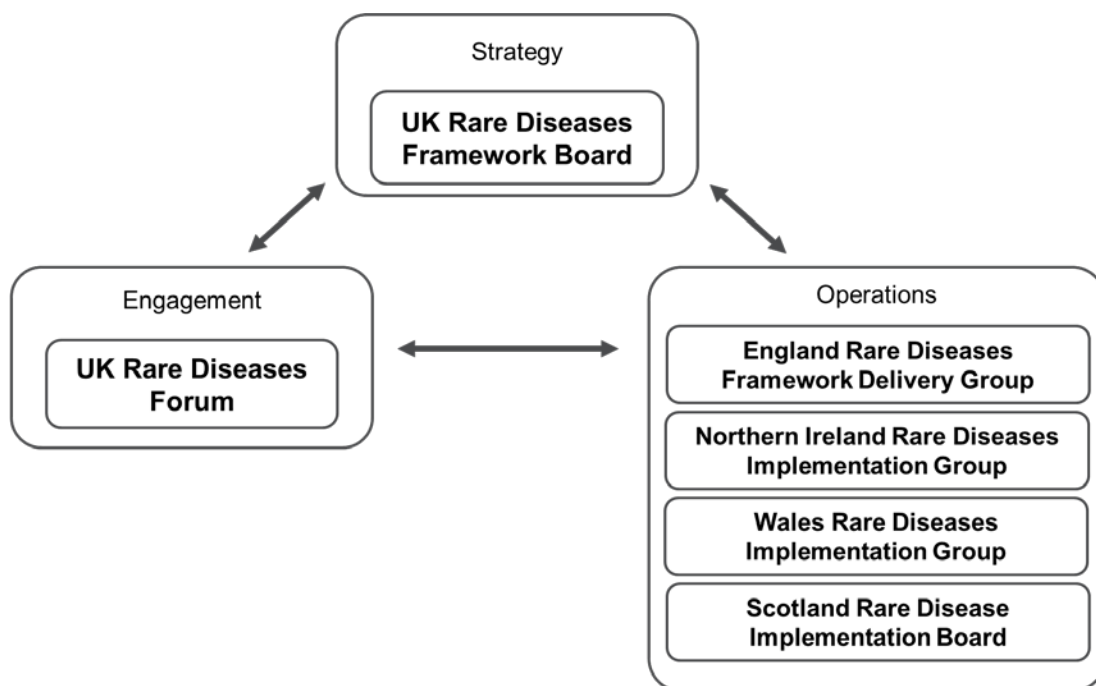 Strategy
UK Rare Diseases
Framework Board
Engagement
UK Rare Diseases
Forum
Operations
England Rare Diseases
Framework Delivery Group
Northern Ireland Rare Diseases
Implementation Group
Wales Rare Diseases
Implementation Group
Scotland Rare Disease
Implementation Board